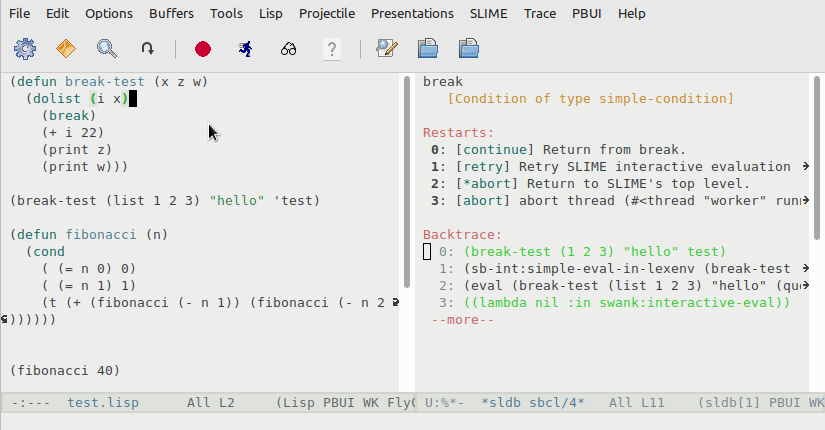 File Edit Options Buffers Tools Lisp Projectile Presentations SLIME Trace PBUI Help
(defun break-test (x z w)
(dolist (i x)
(break)
(+ i 22)
(print z)
(print w)))
(break-test (list 1 2 3) "hello" 'test)
(defun fibonacci (n)
(cond
( (= n 0) 0)
( (= n 1) 1)
(t (+ (fibonacci (- n 1)) (fibonacci (- n 2
))))))
(fibonacci 40)
-:--- test.lisp All L2 (Lisp PBUI WK Fly
break
[Condition of type simple-condition]
Restarts:
0: [continue] Return from break.
1: [retry] Retry SLIME interactive evaluation
2: [*abort] Return to SLIME's top level.
3: [abort] abort thread (#<thread "worker" run
Backtrace:
0: (break-test (1 2 3) "hello" test)
1: (sb-int:simple-eval-in-lexenv (break-test
2: (eval (break-test (list 1 2 3) "hello" (qu
3: ((lambda nil :in swank:interactive-eval))
--more--
U:%*- *sldb sbcl/4* All L11 (sldb[1] PBUI WK